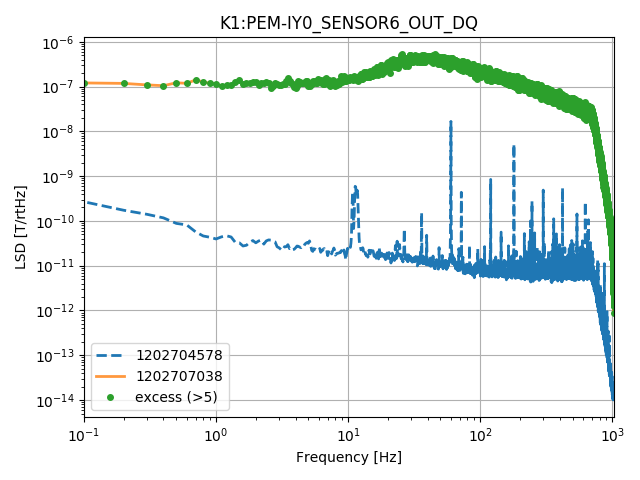 K1:PEM-IY0_SENSOR6_OUT_DQ
LSD [T/rtHz]
10⁻⁶
10⁻⁷
10⁻⁸
10⁻⁹
10⁻¹⁰
10⁻¹¹
10⁻¹²
10⁻¹³
10⁻¹⁴
1202704578
1202707038
excess (>5)
10⁻¹ 10⁰ 10¹ 10² 10³
Frequency [Hz]